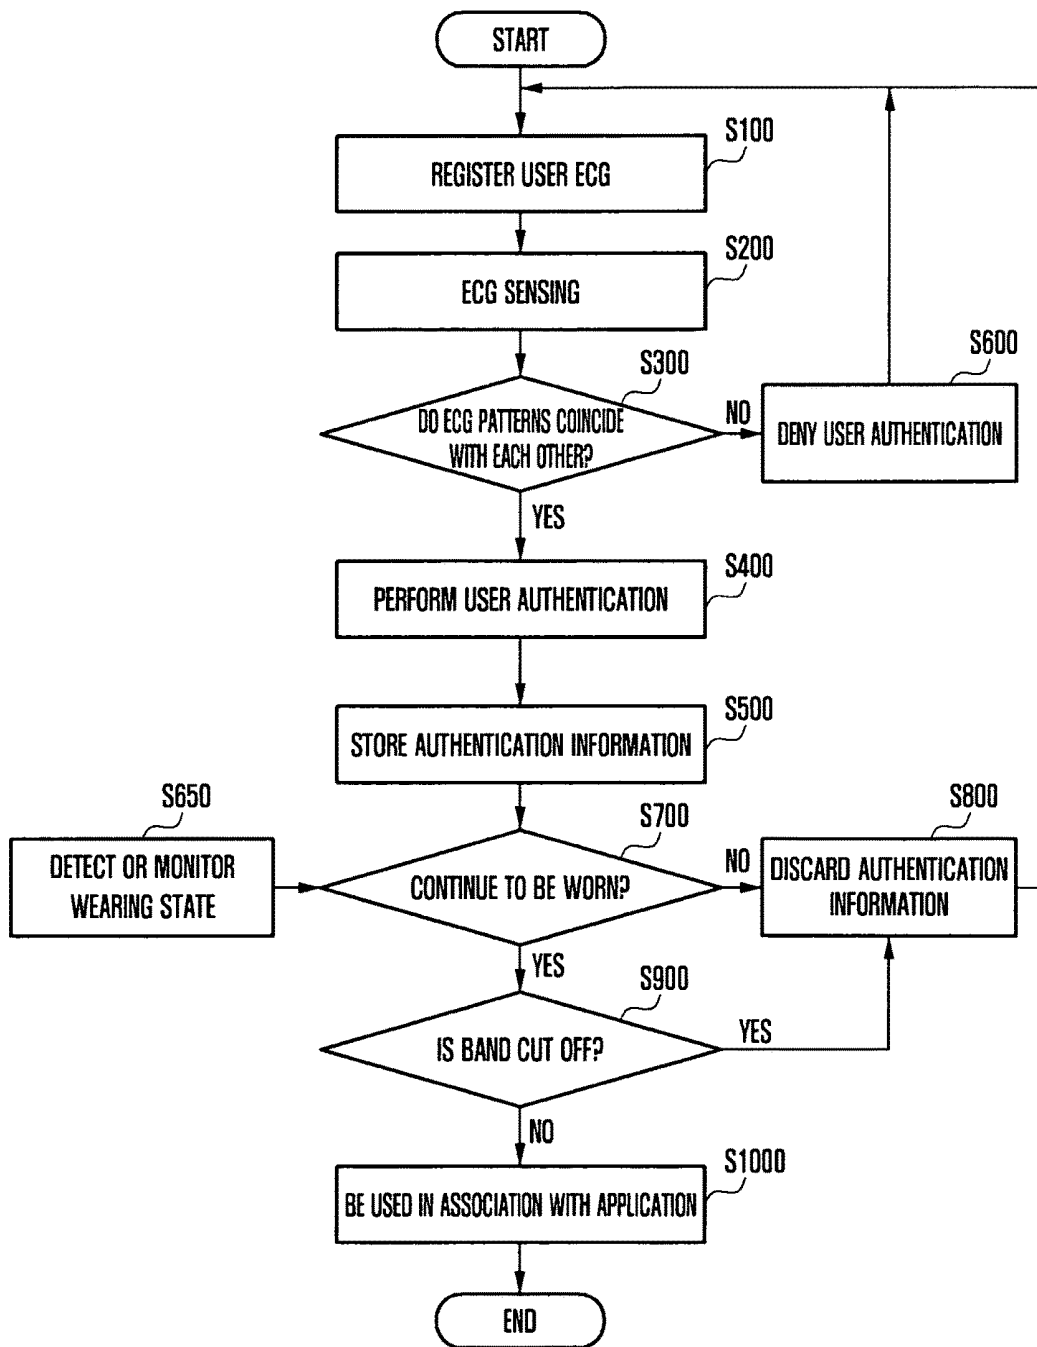 START
S100
REGISTER USER ECG
S200
ECG SENSING
S300
DO ECG PATTERNS COINCIDE
WITH EACH OTHER?
NO
S600
DENY USER AUTHENTICATION
YES
S400
PERFORM USER AUTHENTICATION
S500
STORE AUTHENTICATION INFORMATION
S650
DETECT OR MONITOR
WEARING STATE
S700
CONTINUE TO BE WORN?
NO
S800
DISCARD AUTHENTICATION
INFORMATION
YES
S900
IS BAND CUT OFF?
YES
NO
S1000
BE USED IN ASSOCIATION WITH APPLICATION
END